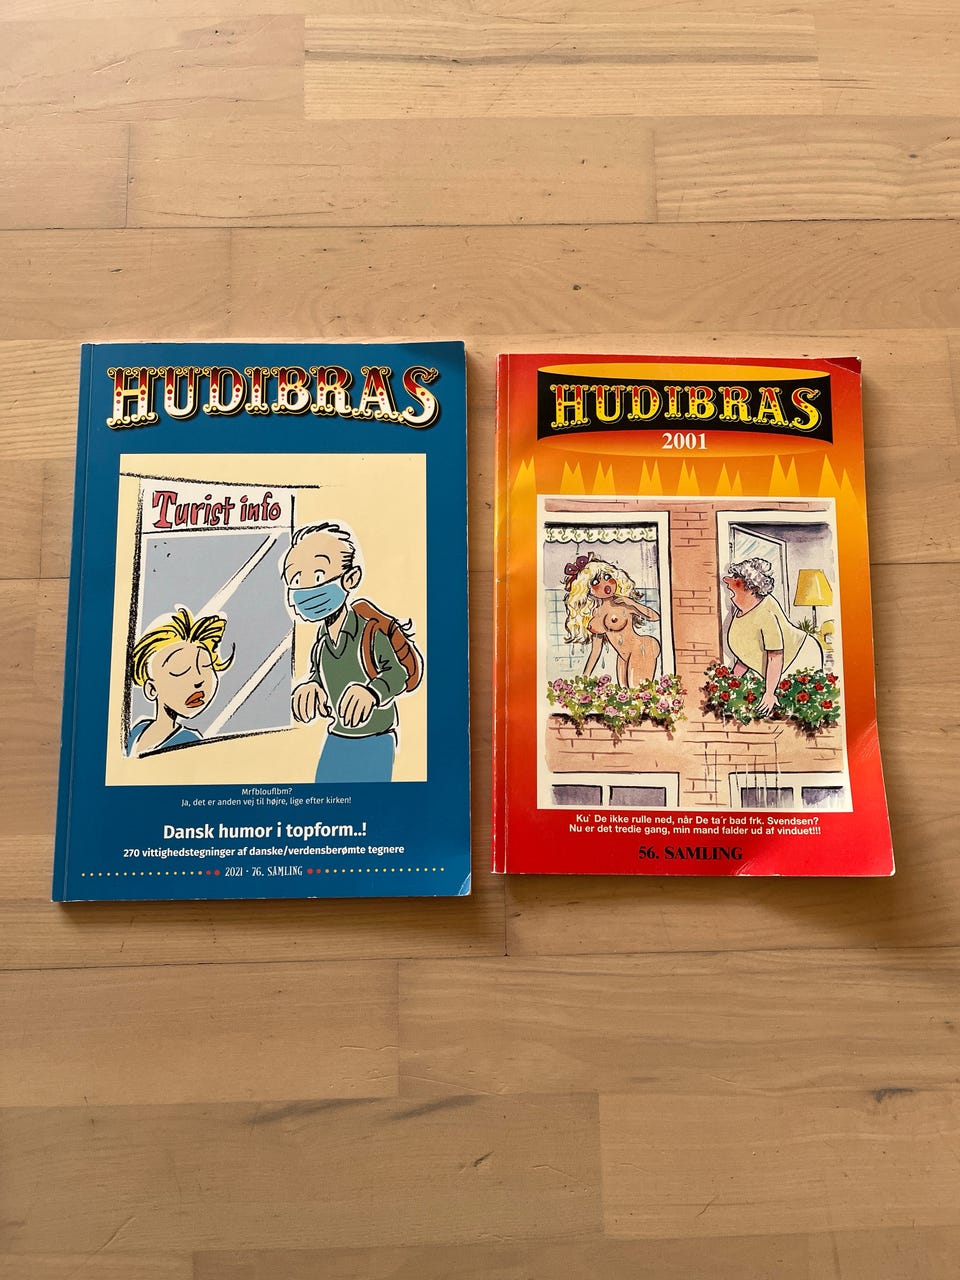 HUDIBRAS
Turist info
Mrfblouflbm?
Ja, det er anden vej til højre, lige efter kirken!
Dansk humor i topform..!
270 vittighedstegninger af danske/verdensberømte tegnere
2021 · 76. SAMLING
HUDIBRAS
2001
Ku` De ikke rulle ned, når De ta´r bad frk. Svendsen?
Nu er det tredie gang, min mand falder ud af vinduet!!!
56. SAMLING